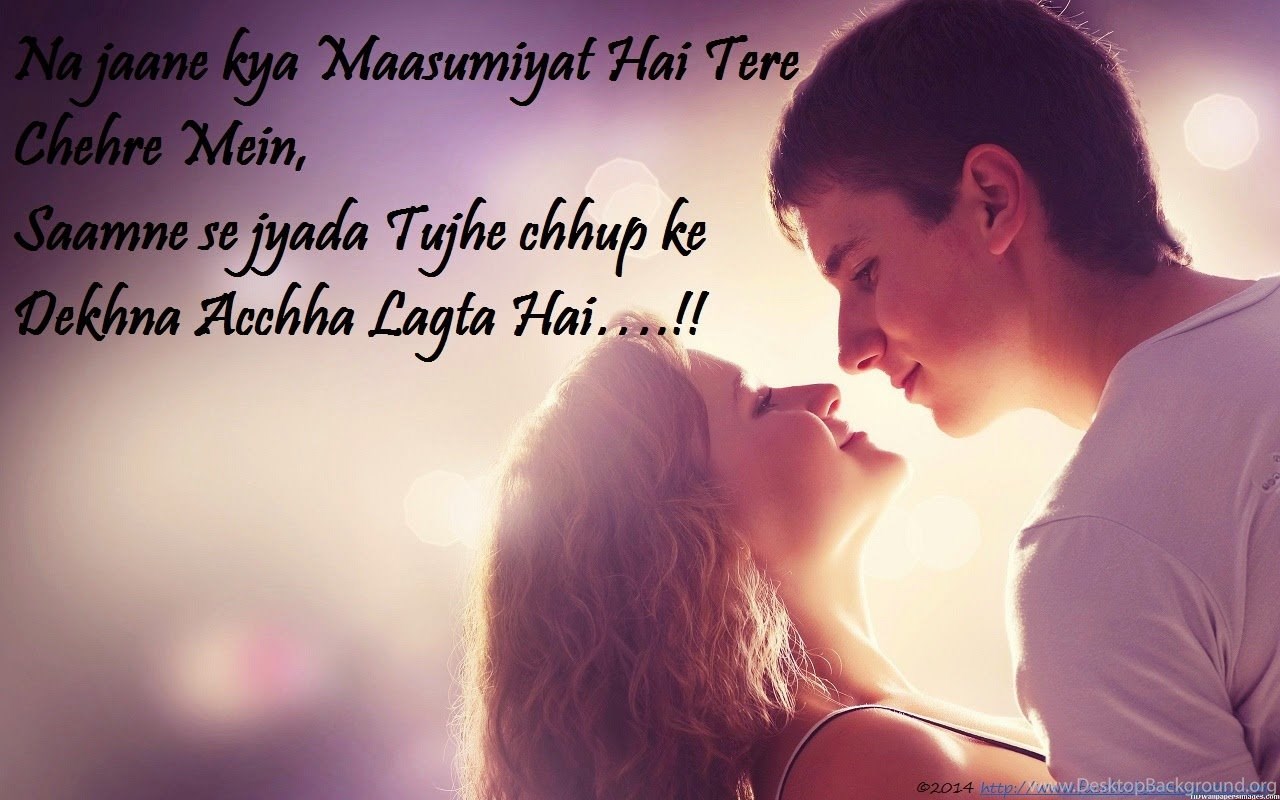 Na jaane kya Maasumiyat Hai Tere
Chehre Mein,
Saamne se jyada Tujhe chhup ke
Dekhna Acchha Lagta Hai....!!
©2014 http://www.
www.DesktopBackground.org